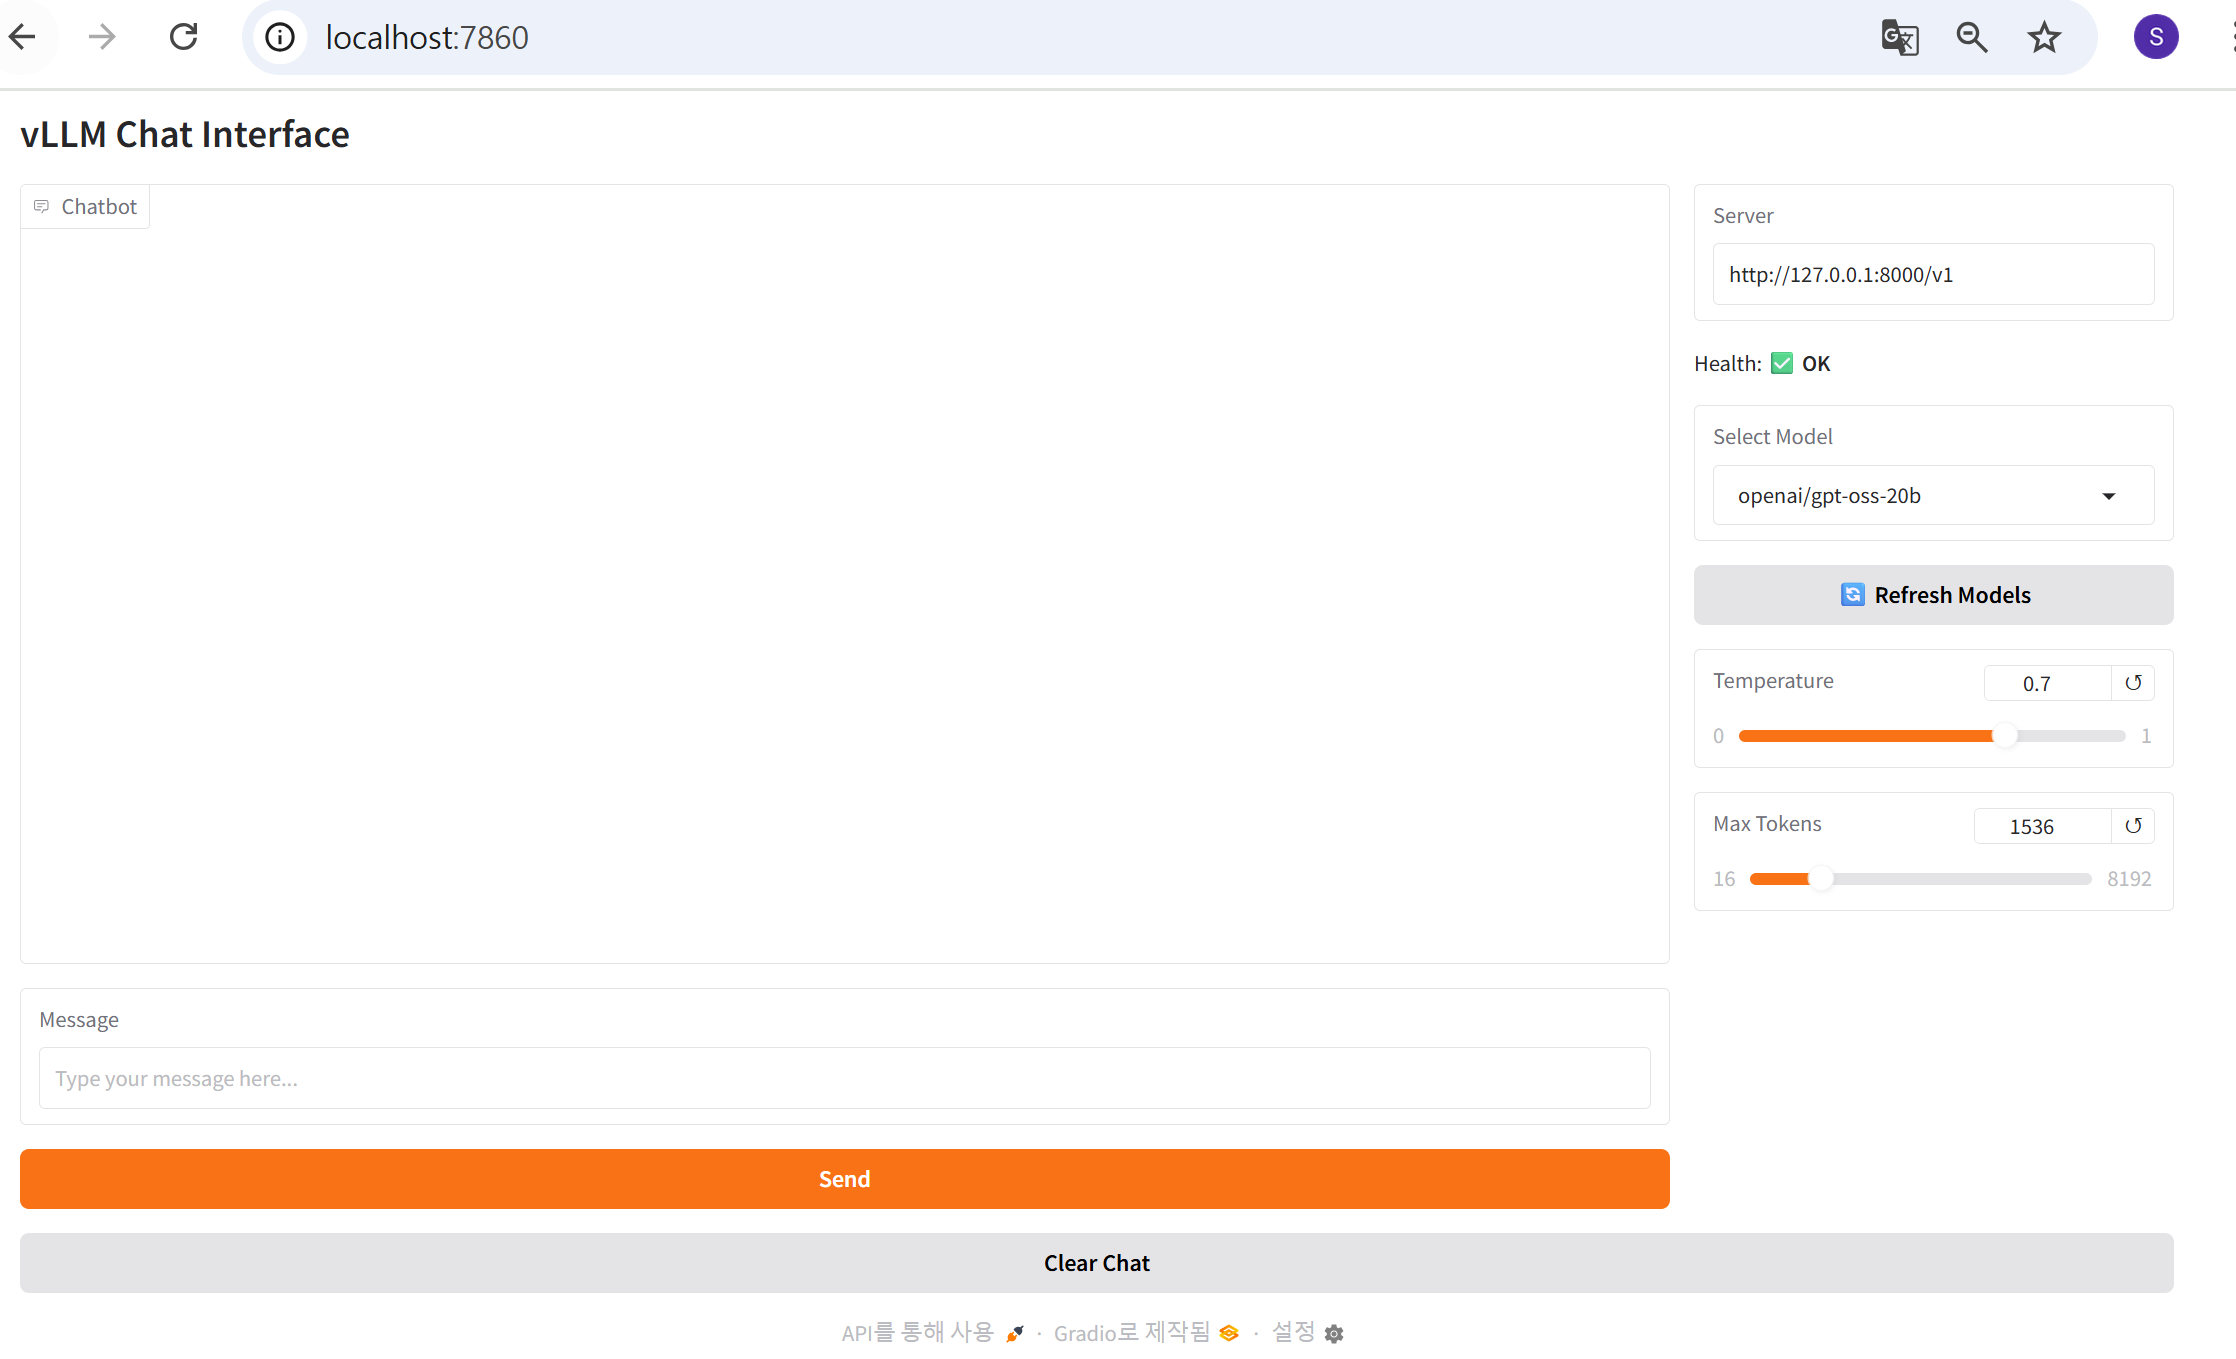 localhost:7860
S
vLLM Chat Interface
Chatbot
Server
http://127.0.0.1:8000/v1
Health: ✅ OK
Select Model
openai/gpt-oss-20b
🔄 Refresh Models
Temperature
0.7
↺
0
1
Max Tokens
1536
↺
16
8192
Message
Type your message here...
Send
Clear Chat
API를 통해 사용 · Gradio로 제작됨 · 설정